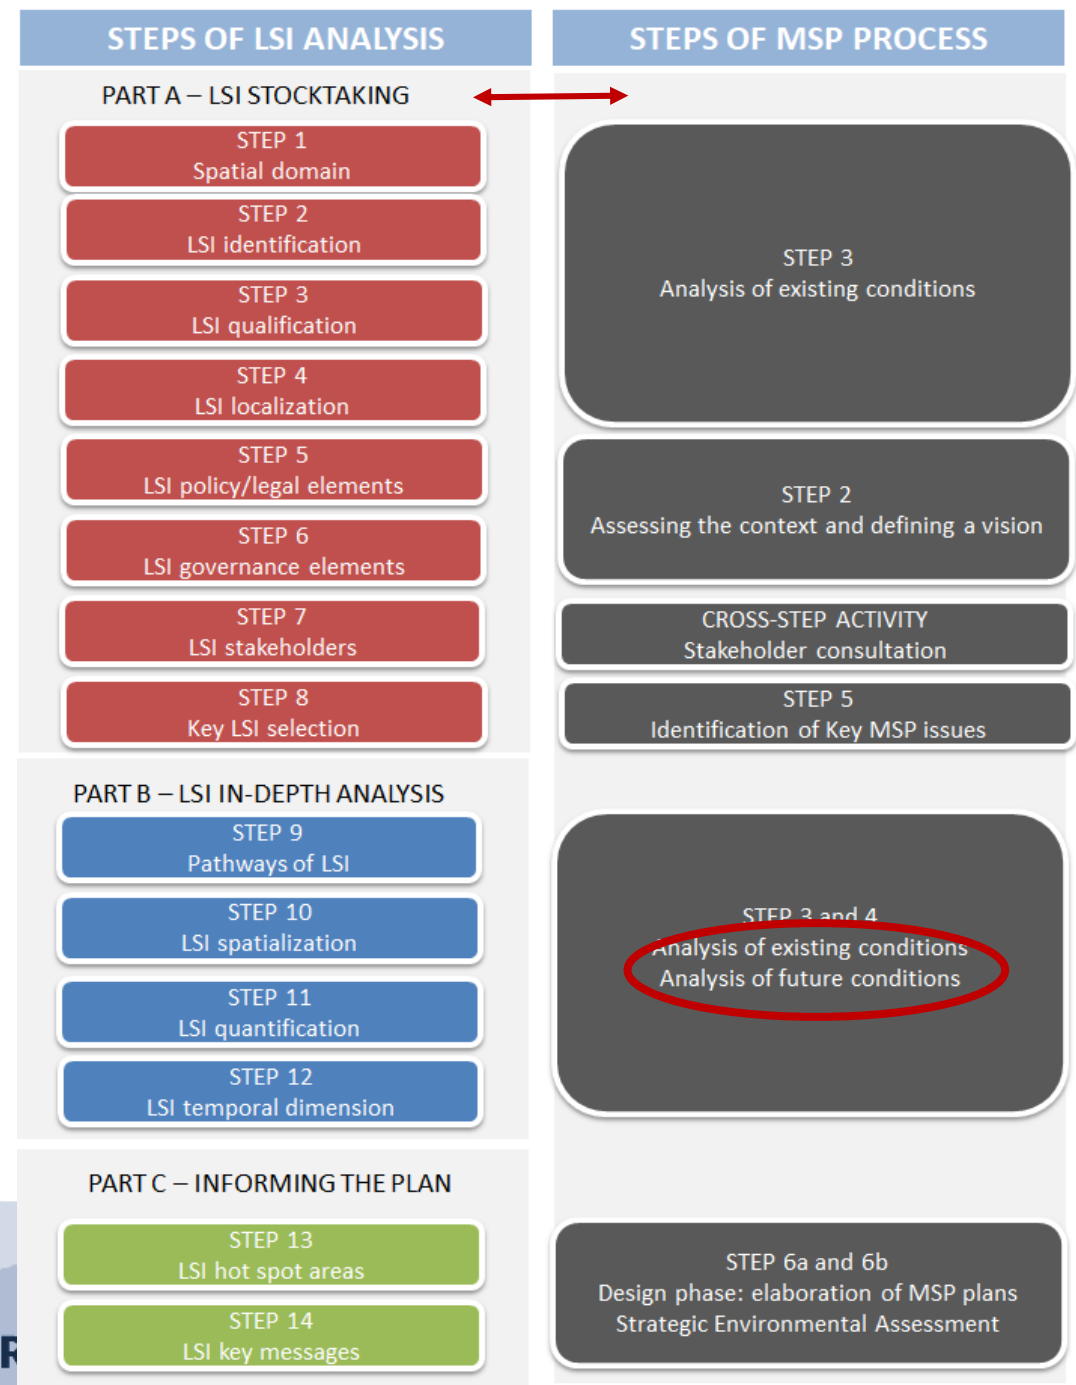 STEPS OF LSI ANALYSIS
STEPS OF MSP PROCESS
PART A – LSI STOCKTAKING
STEP 1
Spatial domain
STEP 2
LSI identification
STEP 3
LSI qualification
STEP 4
LSI localization
STEP 5
LSI policy/legal elements
STEP 6
LSI governance elements
STEP 7
LSI stakeholders
STEP 8
Key LSI selection
STEP 3
Analysis of existing conditions
STEP 2
Assessing the context and defining a vision
CROSS-STEP ACTIVITY
Stakeholder consultation
STEP 5
Identification of Key MSP issues
PART B – LSI IN-DEPTH ANALYSIS
STEP 9
Pathways of LSI
STEP 10
LSI spatialization
STEP 11
LSI quantification
STEP 12
LSI temporal dimension
STEP 3 and 4
Analysis of existing conditions
Analysis of future conditions
PART C – INFORMING THE PLAN
STEP 13
LSI hot spot areas
STEP 14
LSI key messages
STEP 6a and 6b
Design phase: elaboration of MSP plans
Strategic Environmental Assessment
R